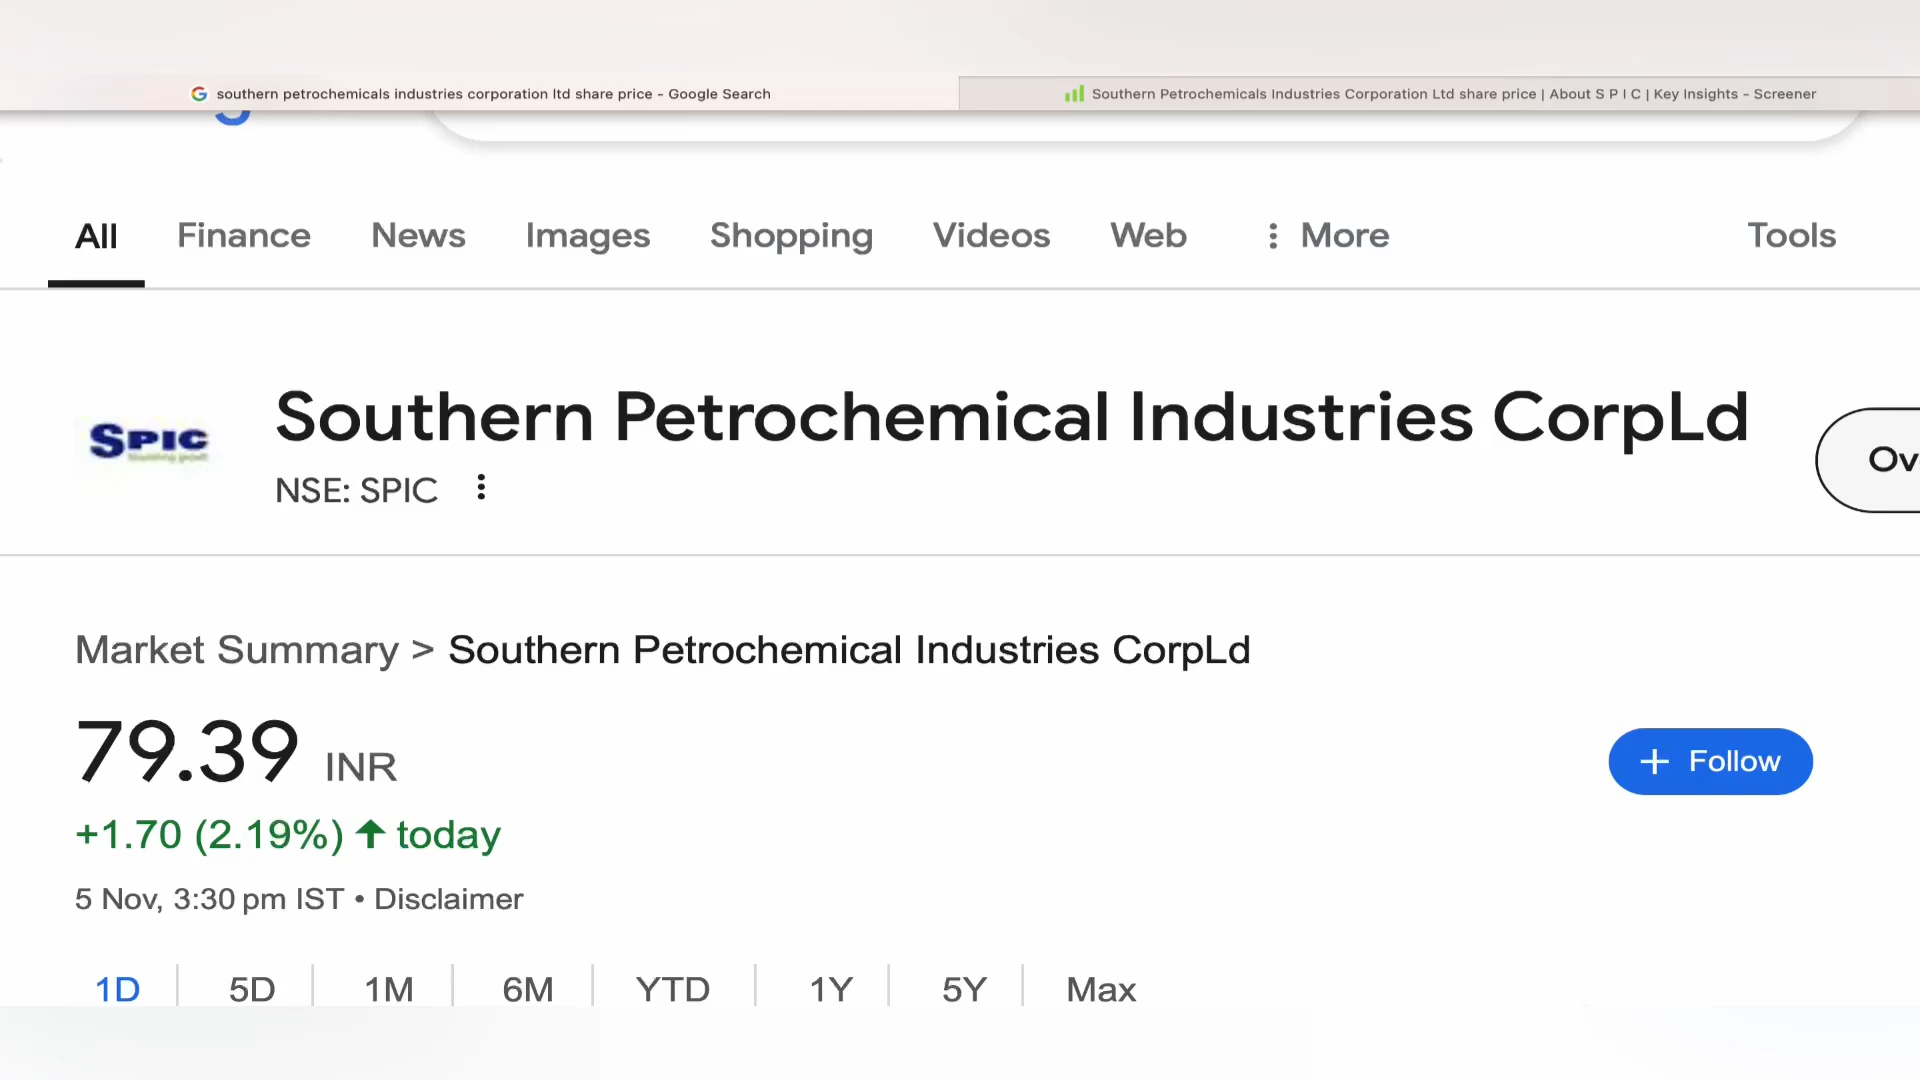 southern petrochemicals industries corporation ltd share price - Google Search
Southern Petrochemicals Industries Corporation Ltd share price | About S P I C | Key Insights - Screener
All Finance News Images Shopping Videos Web More Tools
SPIC
Southern Petrochemical Industries CorpLd
NSE: SPIC
Market Summary > Southern Petrochemical Industries CorpLd
79.39 INR
+ Follow
+1.70 (2.19%) ↑ today
5 Nov, 3:30 pm IST • Disclaimer
1D 5D 1M 6M YTD 1Y 5Y Max